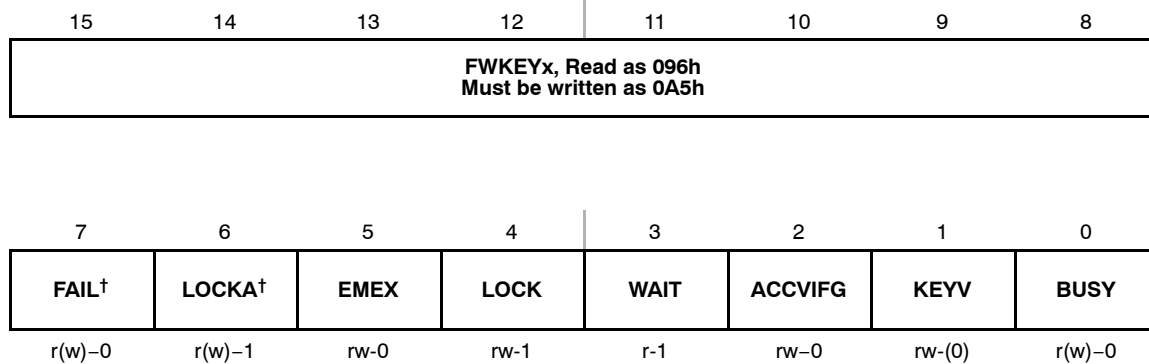 15 14 13 12 11 10 9 8
FWKEYx, Read as 096h
Must be written as 0A5h
7 6 5 4 3 2 1 0
FAIL† LOCKA† EMEX LOCK WAIT ACCVIFG KEYV BUSY
r(w)−0 r(w)−1 rw-0 rw-1 r-1 rw−0 rw-(0) r(w)−0